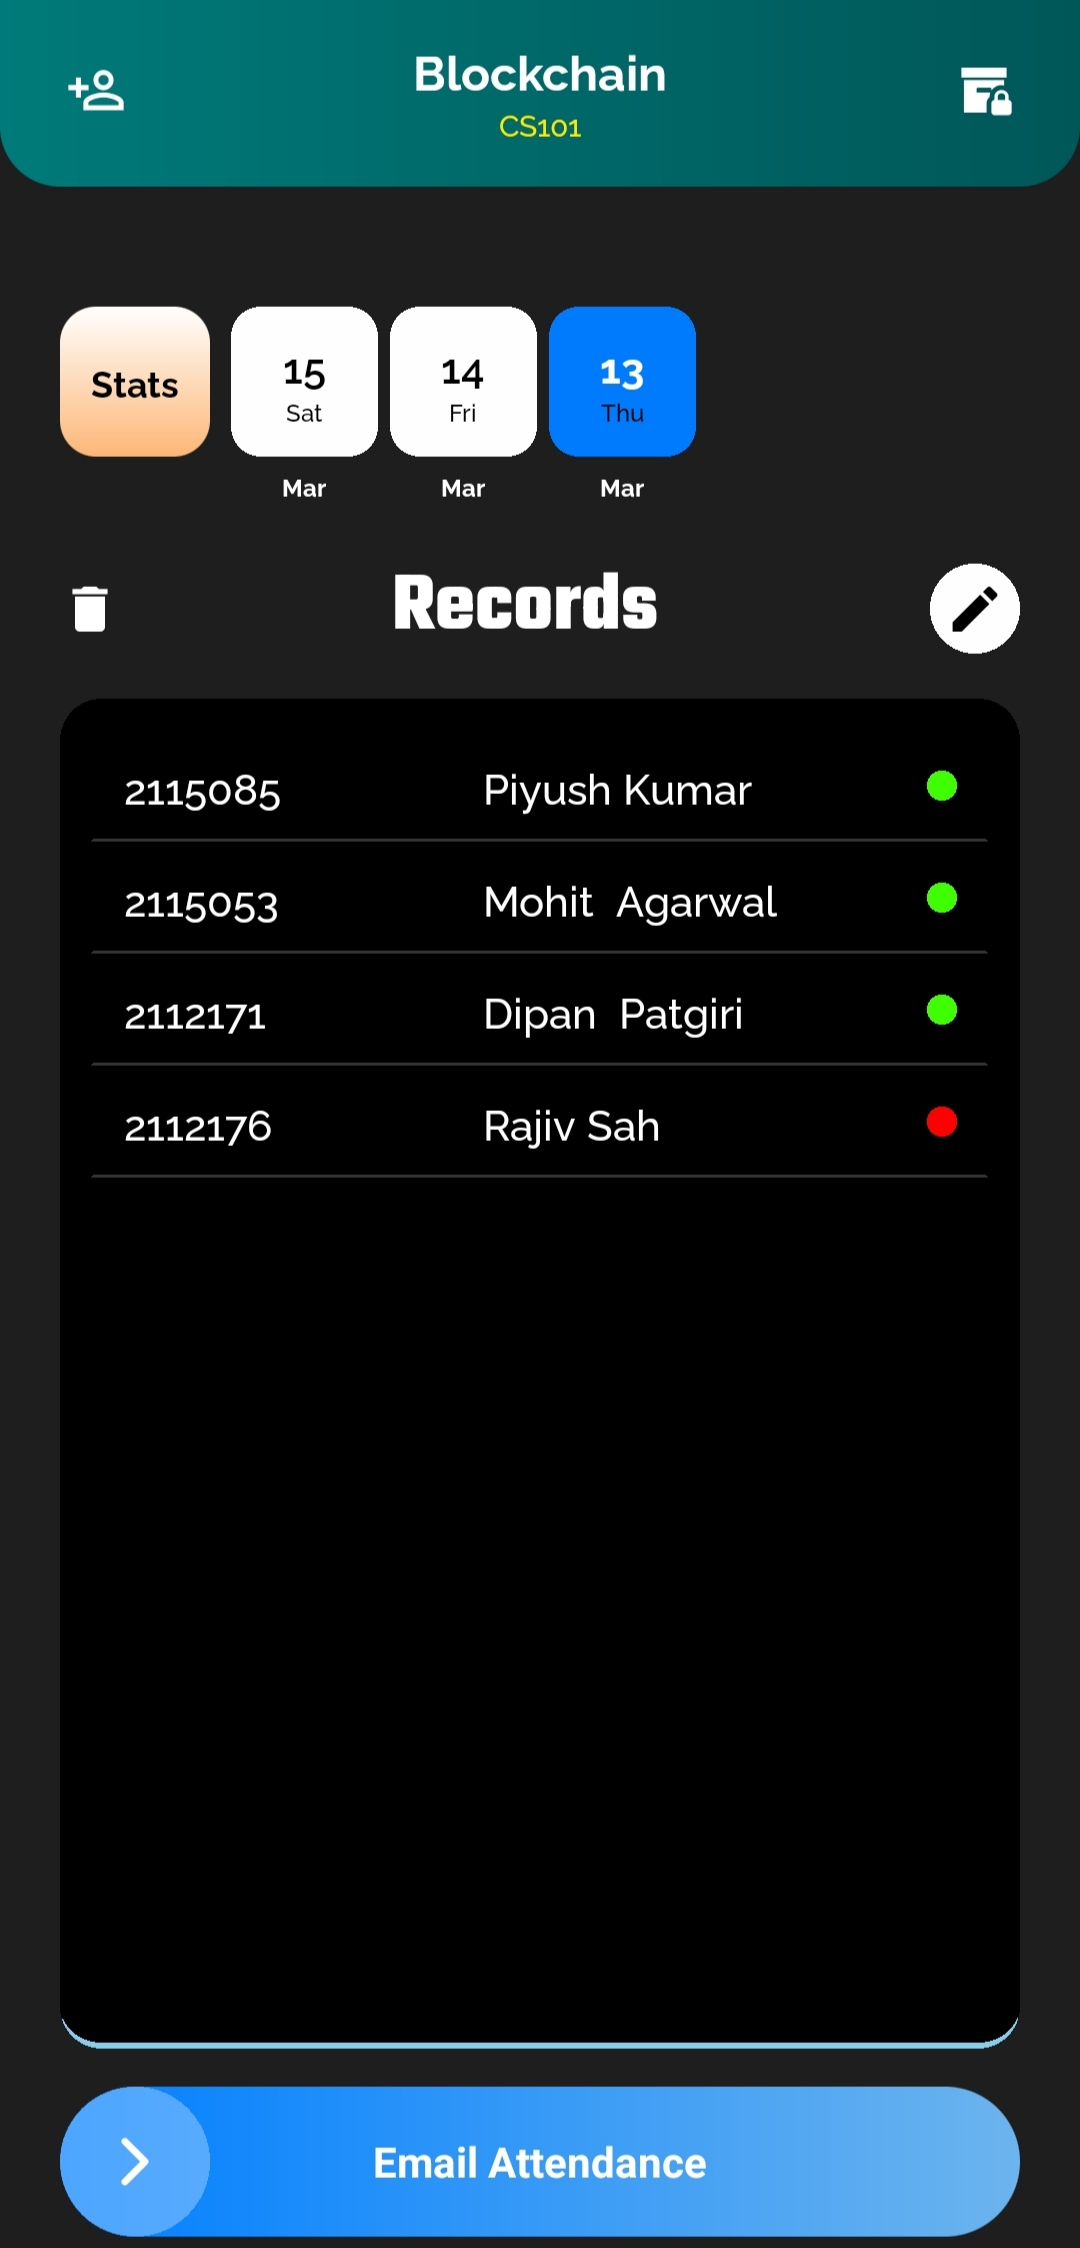 Blockchain
CS101
Stats
15
Sat
Mar
14
Fri
Mar
13
Thu
Mar
Records
2115085 Piyush Kumar
2115053 Mohit Agarwal
2112171 Dipan Patgiri
2112176 Rajiv Sah
Email Attendance